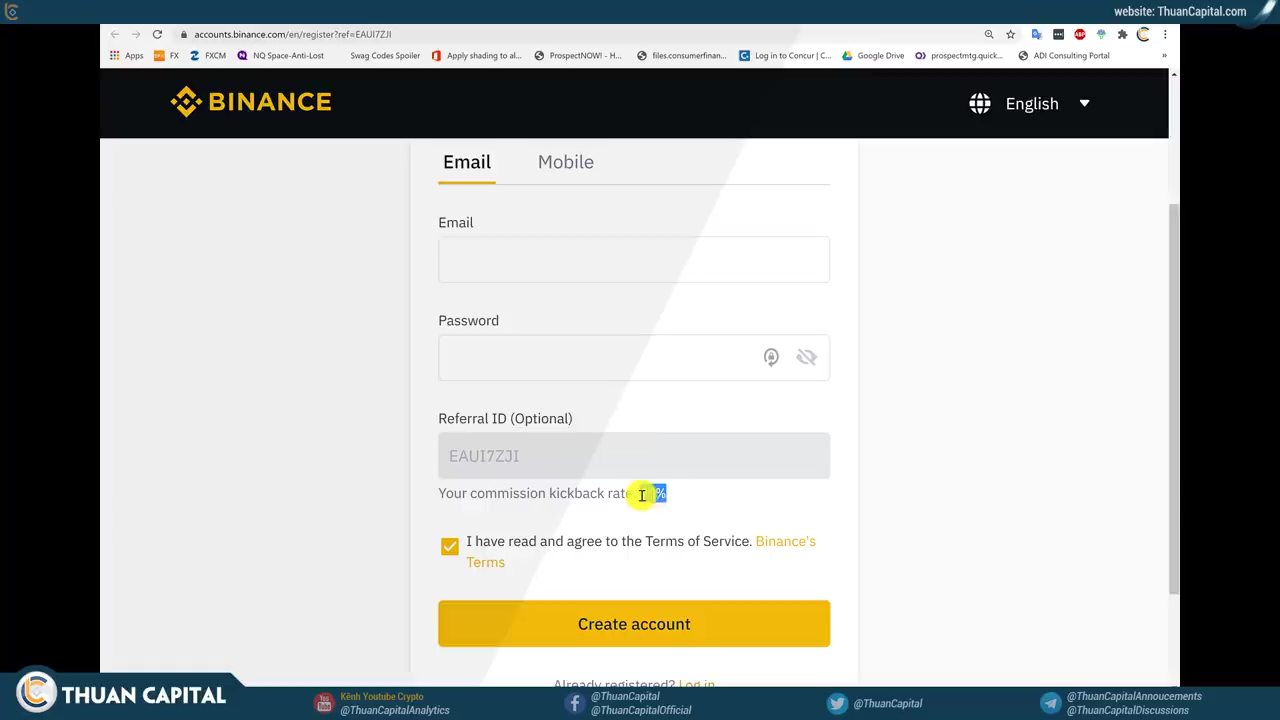 website: ThuanCapital.com
accounts.binance.com/en/register?ref=EAUI7ZJI
Apps FX FXCM NQ Space-Anti-Lost Swag Codes Spoiler Apply shading to al... ProspectNOW! - H... files.consumerfinan... Log in to Concur | C... Google Drive prospectmtg.quick... ADI Consulting Portal »
BINANCE
English
Email Mobile
Email
Password
Referral ID (Optional)
EAUI7ZJI
Your commission kickback rate %
I have read and agree to the Terms of Service. Binance's
Terms
Create account
Already registered? Log in
THUAN CAPITAL
Kênh Youtube Crypto
@ThuanCapitalAnalytics
@ThuanCapital
@ThuanCapitalOfficial
@ThuanCapital
@ThuanCapitalAnnoucements
@ThuanCapitalDiscussions